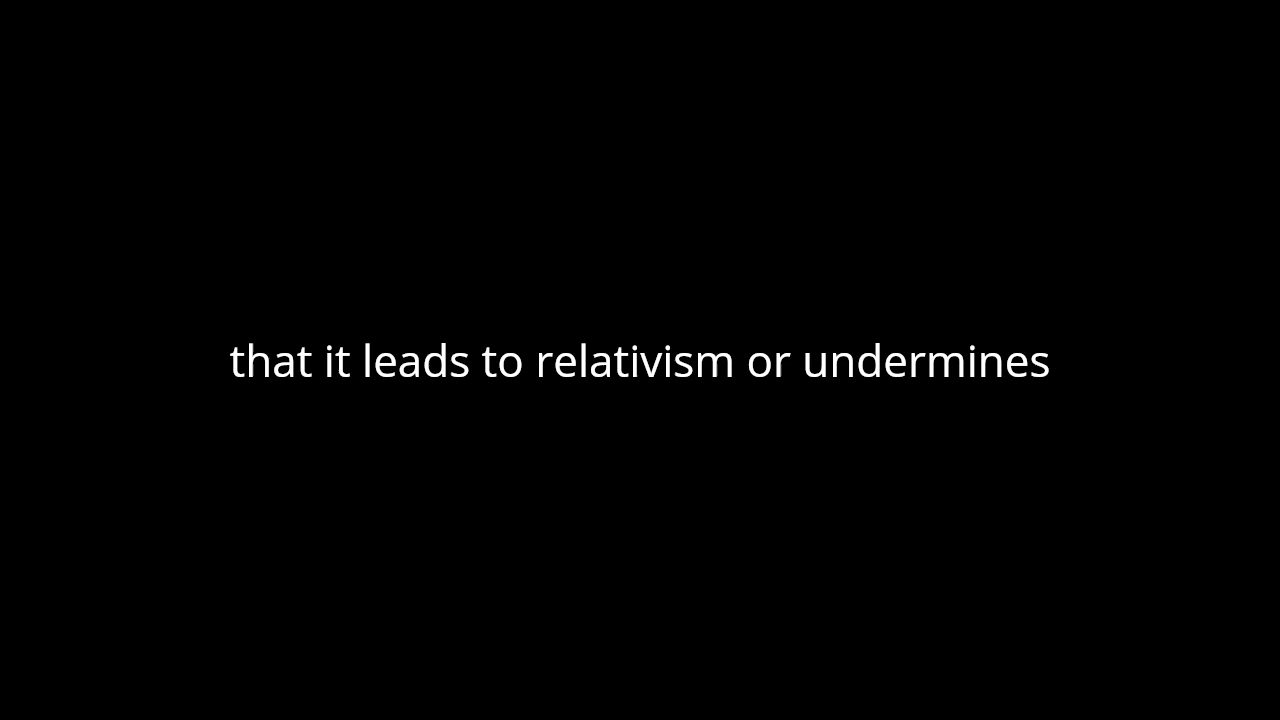 that it leads to relativism or undermines